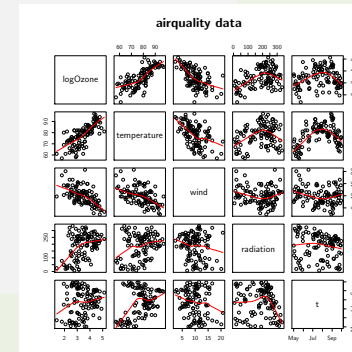 airquality data
60 70 80 90
0 100 200 300
logOzone
temperature
60 70 80 90
wind
radiation
0 100 250
t
2 3 4 5
5 10 15 20
May Jul Sep